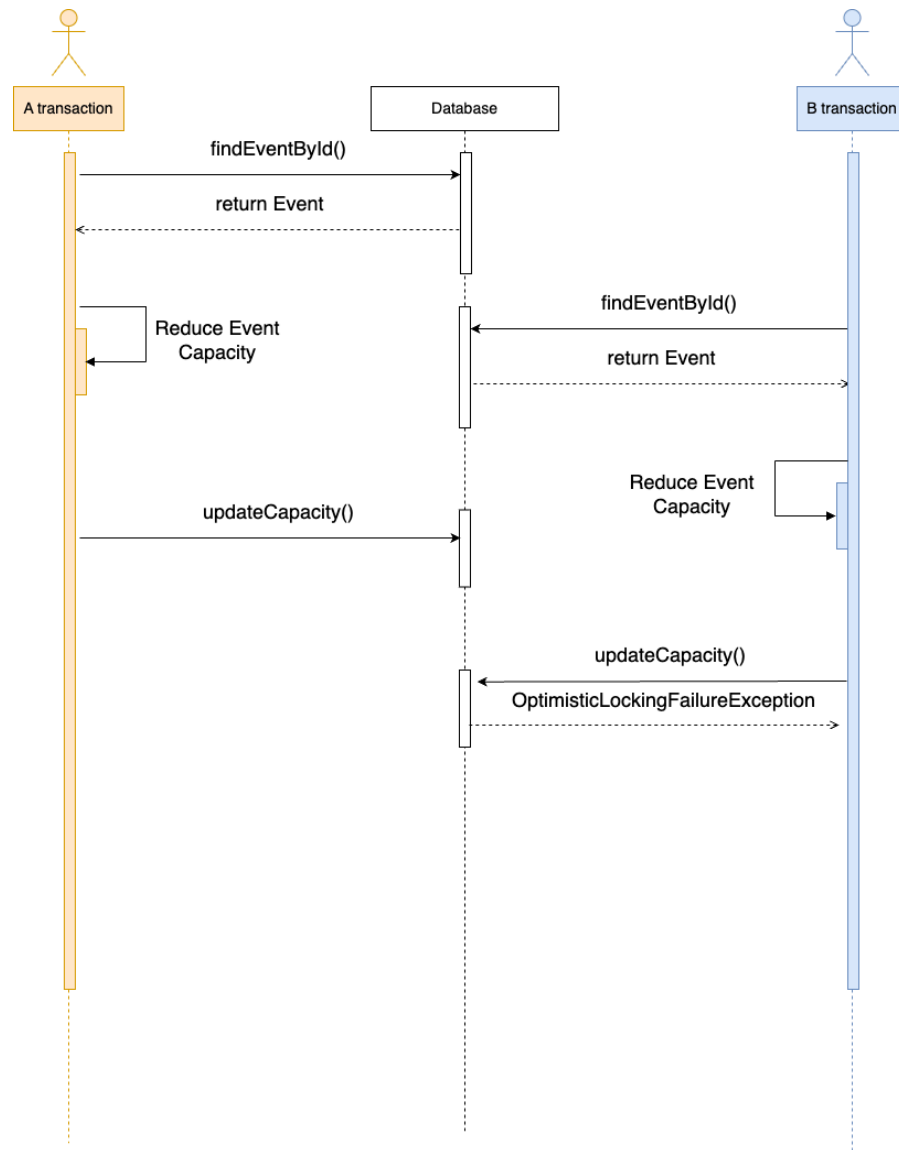 A transaction
Database
B transaction
findEventById()
return Event
Reduce Event
Capacity
findEventById()
return Event
Reduce Event
Capacity
updateCapacity()
updateCapacity()
OptimisticLockingFailureException